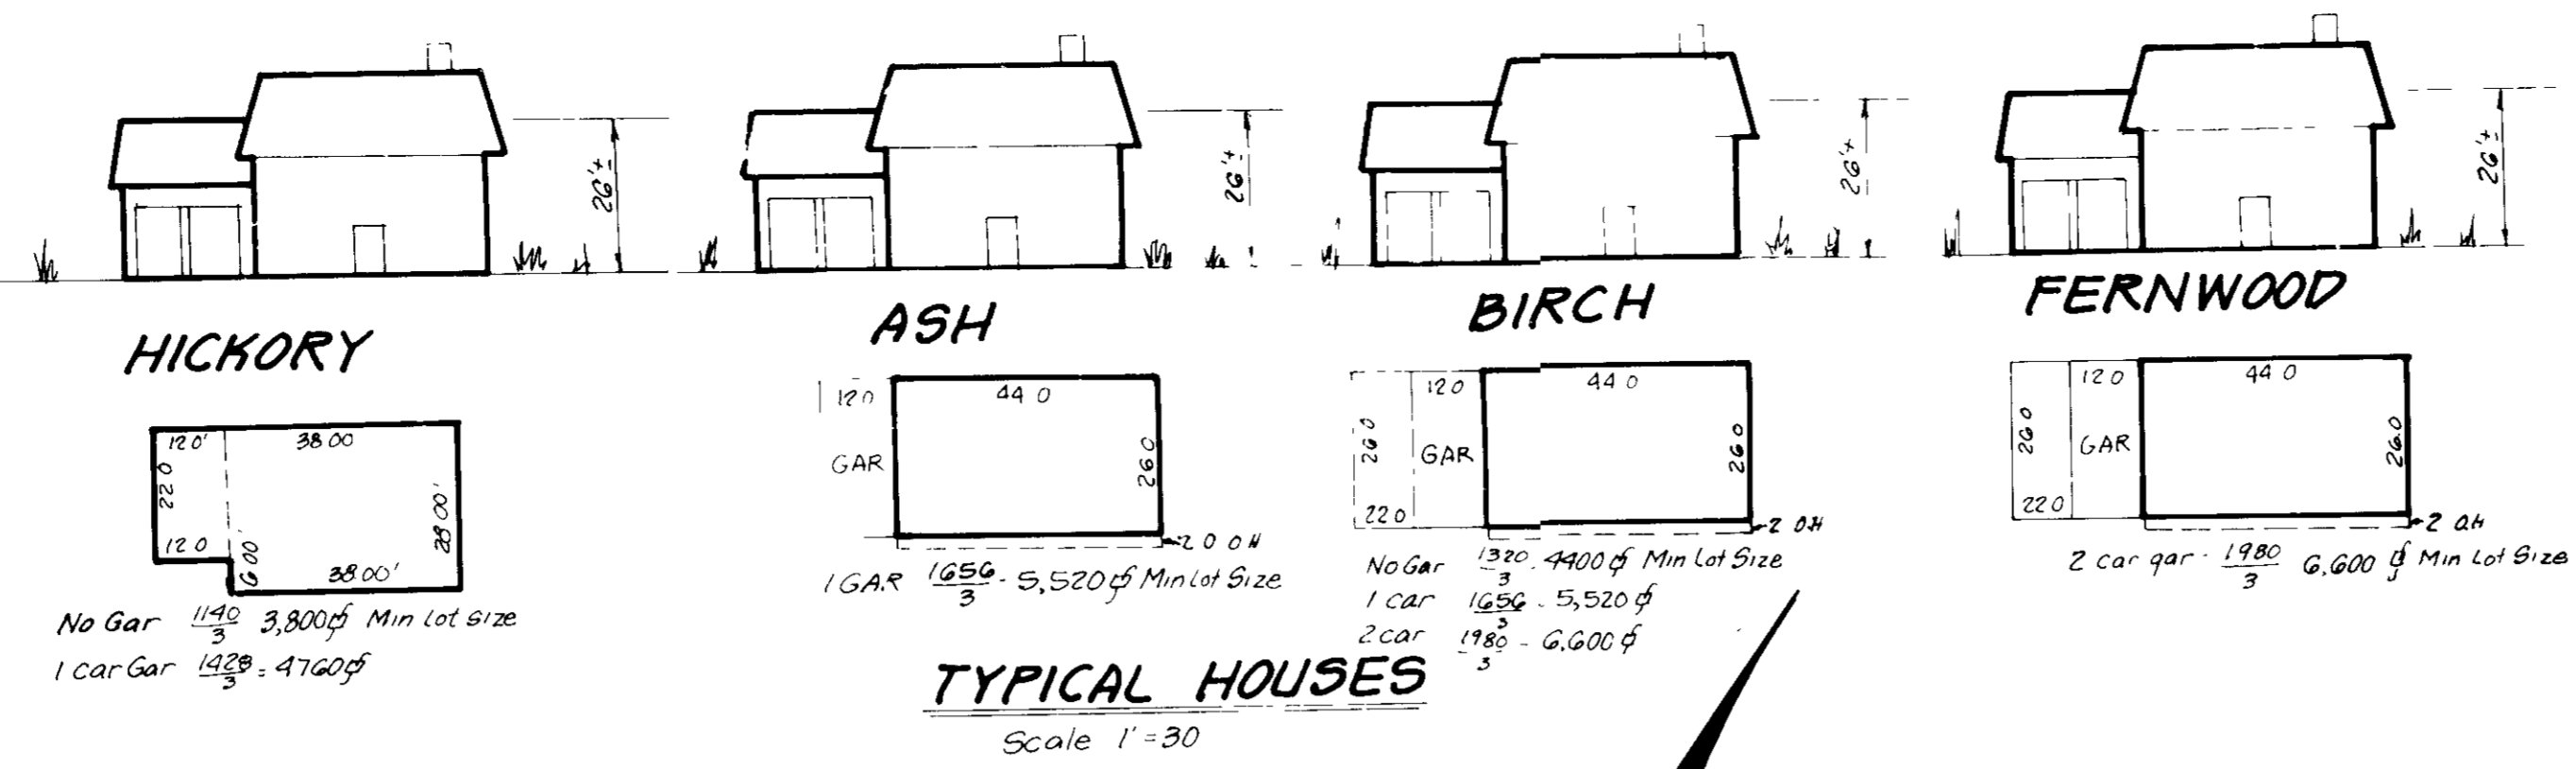 26'±
26'±
26'±
26'±
HICKORY
ASH
BIRCH
FERNWOOD
12.0'
38.00
22.0
12.0
6.00'
38.00'
28.00'
No Gar 1140/3 3,800 Min Lot Size
1 car Gar 1428/3 = 4760
12.0
44.0
GAR
26.0
2.0 OH
1 GAR 1656/3 - 5,520 Min Lot Size
12.0
44.0
26.0
GAR
26.0
22.0
2 O.H
No Gar 1320/3 - 4400 Min Lot Size
1 car 1656/3 - 5,520
2 car 1980/3 - 6,600
12.0
44.0
26.0
GAR
26.0
22.0
2 O.H
2 car gar - 1980/3 6,600 Min Lot Size
TYPICAL HOUSES
Scale 1'=30